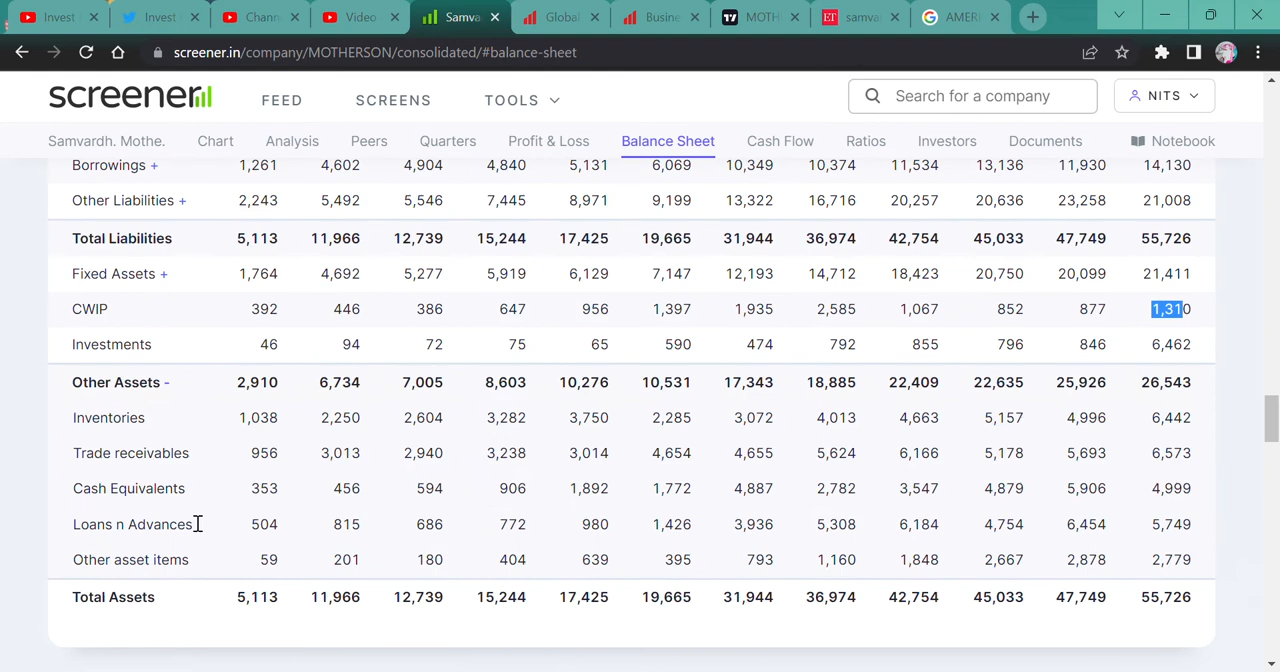 Invest
Invest
Chann
Video
Samva
Global
Busine
MOTH
samva
AMERI
screener.in/company/MOTHERSON/consolidated/#balance-sheet
screener
FEED SCREENS TOOLS
Search for a company
NITS
Samvardh. Mothe. Chart Analysis Peers Quarters Profit & Loss Balance Sheet Cash Flow Ratios Investors Documents Notebook
Borrowings + 1,261 4,602 4,904 4,840 5,131 6,069 10,349 10,374 11,534 13,136 11,930 14,130
Other Liabilities + 2,243 5,492 5,546 7,445 8,971 9,199 13,322 16,716 20,257 20,636 23,258 21,008
Total Liabilities 5,113 11,966 12,739 15,244 17,425 19,665 31,944 36,974 42,754 45,033 47,749 55,726
Fixed Assets + 1,764 4,692 5,277 5,919 6,129 7,147 12,193 14,712 18,423 20,750 20,099 21,411
CWIP 392 446 386 647 956 1,397 1,935 2,585 1,067 852 877 1,310
Investments 46 94 72 75 65 590 474 792 855 796 846 6,462
Other Assets - 2,910 6,734 7,005 8,603 10,276 10,531 17,343 18,885 22,409 22,635 25,926 26,543
Inventories 1,038 2,250 2,604 3,282 3,750 2,285 3,072 4,013 4,663 5,157 4,996 6,442
Trade receivables 956 3,013 2,940 3,238 3,014 4,654 4,655 5,624 6,166 5,178 5,693 6,573
Cash Equivalents 353 456 594 906 1,892 1,772 4,887 2,782 3,547 4,879 5,906 4,999
Loans n Advances 504 815 686 772 980 1,426 3,936 5,308 6,184 4,754 6,454 5,749
Other asset items 59 201 180 404 639 395 793 1,160 1,848 2,667 2,878 2,779
Total Assets 5,113 11,966 12,739 15,244 17,425 19,665 31,944 36,974 42,754 45,033 47,749 55,726